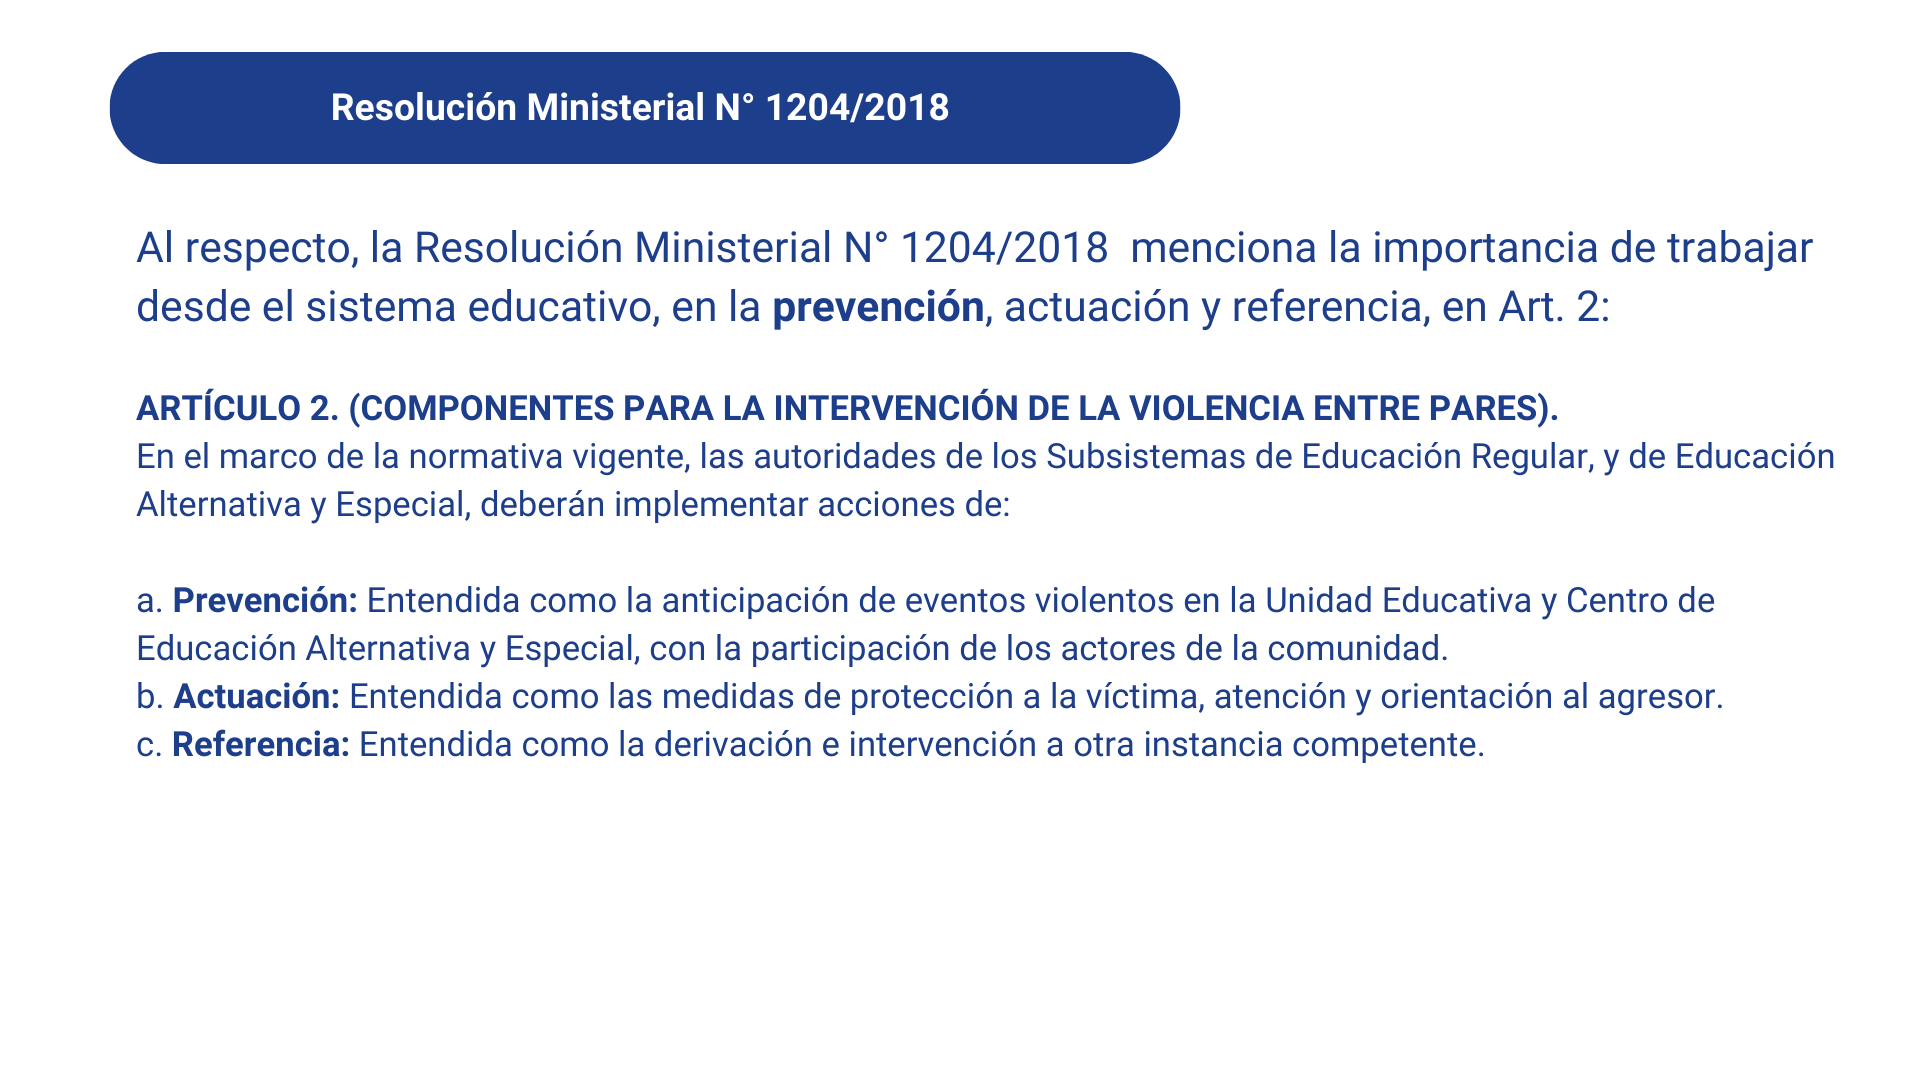 Resolución Ministerial N° 1204/2018
Al respecto, la Resolución Ministerial N° 1204/2018  menciona la importancia de trabajar
desde el sistema educativo, en la prevención, actuación y referencia, en Art. 2:
ARTÍCULO 2. (COMPONENTES PARA LA INTERVENCIÓN DE LA VIOLENCIA ENTRE PARES).
En el marco de la normativa vigente, las autoridades de los Subsistemas de Educación Regular, y de Educación
Alternativa y Especial, deberán implementar acciones de:
a. Prevención: Entendida como la anticipación de eventos violentos en la Unidad Educativa y Centro de
Educación Alternativa y Especial, con la participación de los actores de la comunidad.
b. Actuación: Entendida como las medidas de protección a la víctima, atención y orientación al agresor.
c. Referencia: Entendida como la derivación e intervención a otra instancia competente.